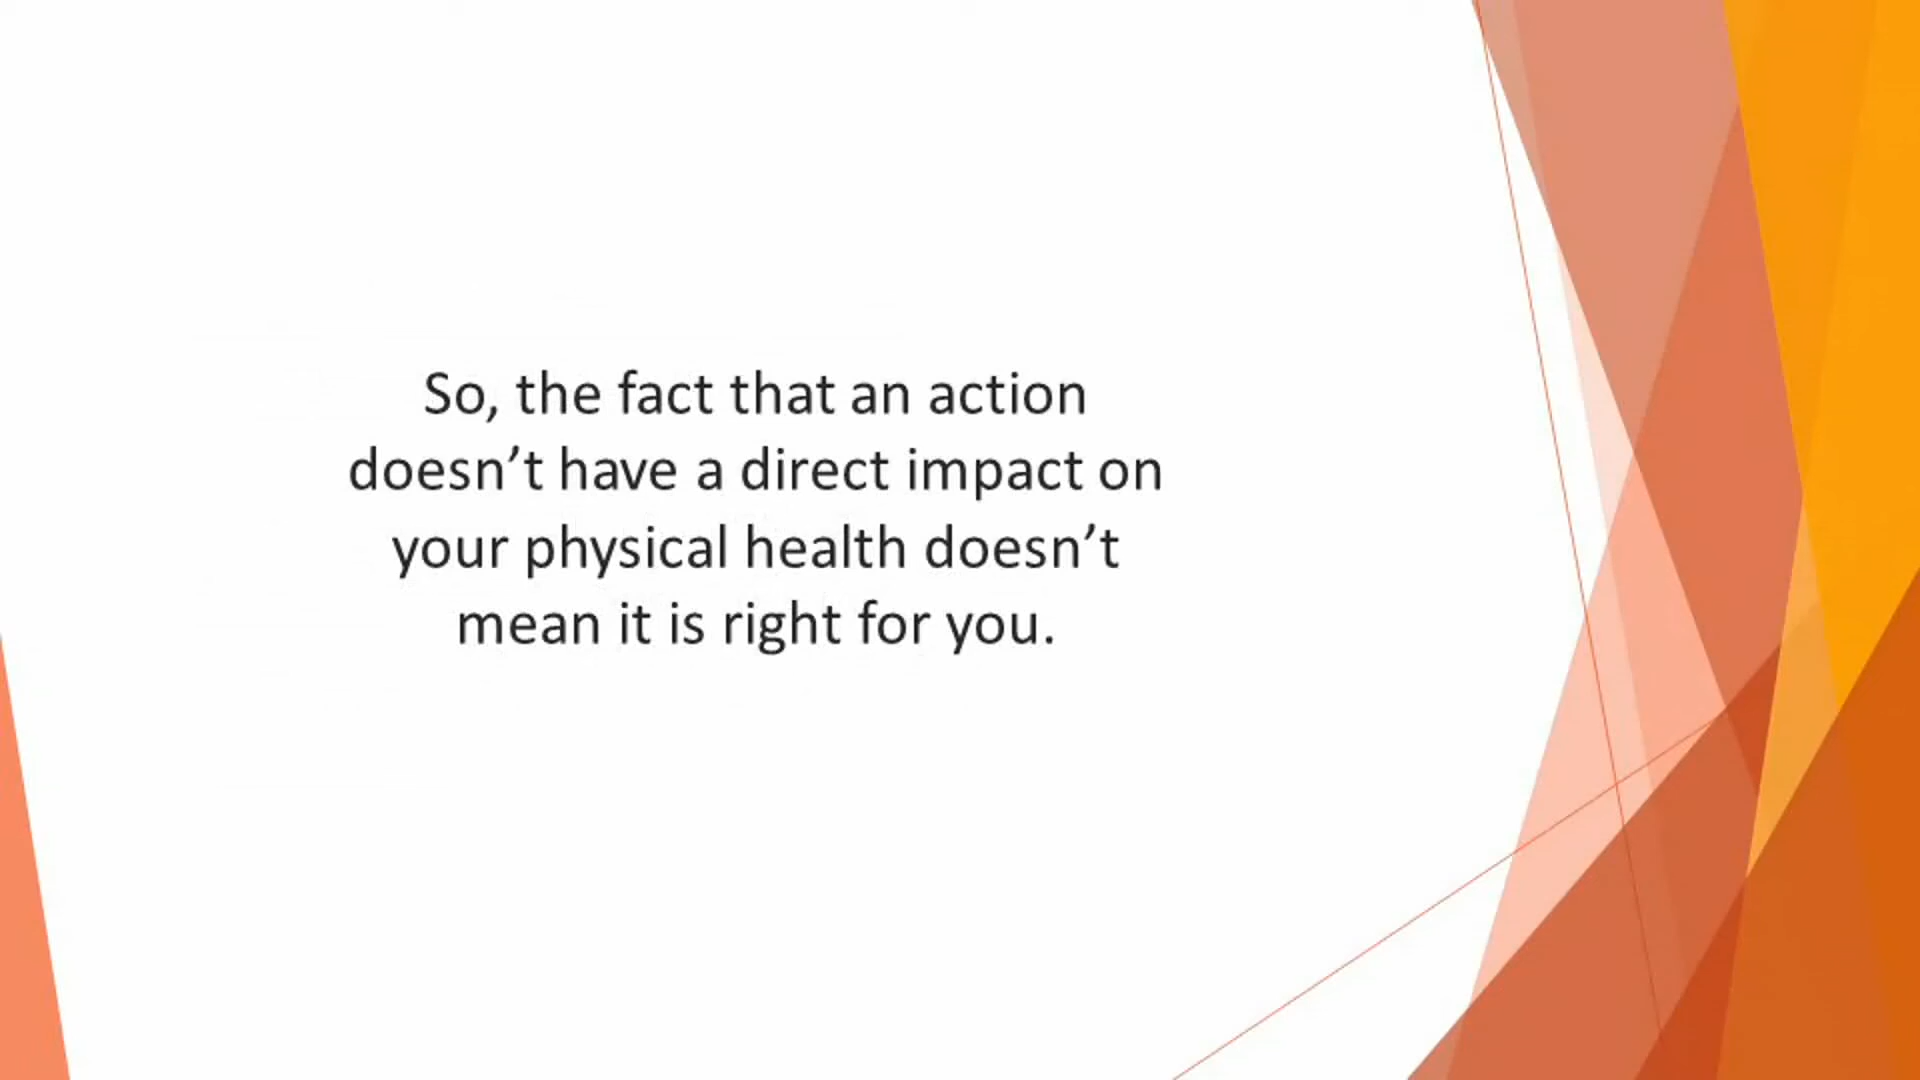 So, the fact that an action
doesn’t have a direct impact on
your physical health doesn’t
mean it is right for you.